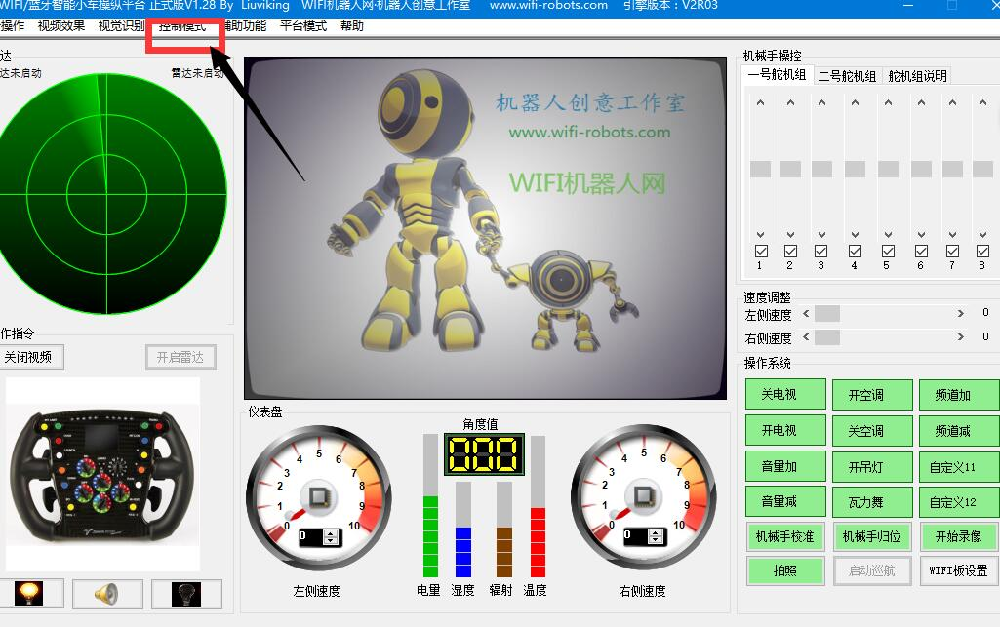 WIFI/蓝牙智能小车操纵平台 正式版V1.28 By Liuviking WIFI机器人网·机器人创意工作室 www.wifi-robots.com 引擎版本：V2R03
操作 视频效果 视觉识别 控制模式 辅助功能 平台模式 帮助
达
达未启动 雷达未启动
机器人创意工作室
www.wifi-robots.com
WIFI机器人网
机械手操控
一号舵机组 二号舵机组 舵机组说明
1 2 3 4 5 6 7 8
速度调整
左侧速度 0
右侧速度 0
作指令
关闭视频 开启雷达
仪表盘
角度值
000
0 1 2 3 4 5 6 7 8 9 10
0
左侧速度
电量 湿度 辐射 温度
0 1 2 3 4 5 6 7 8 9 10
0
右侧速度
操作系统
关电视 开空调 频道加
开电视 关空调 频道减
音量加 开吊灯 自定义11
音量减 瓦力舞 自定义12
机械手校准 机械手归位 开始录像
拍照 启动巡航 WIFI板设置